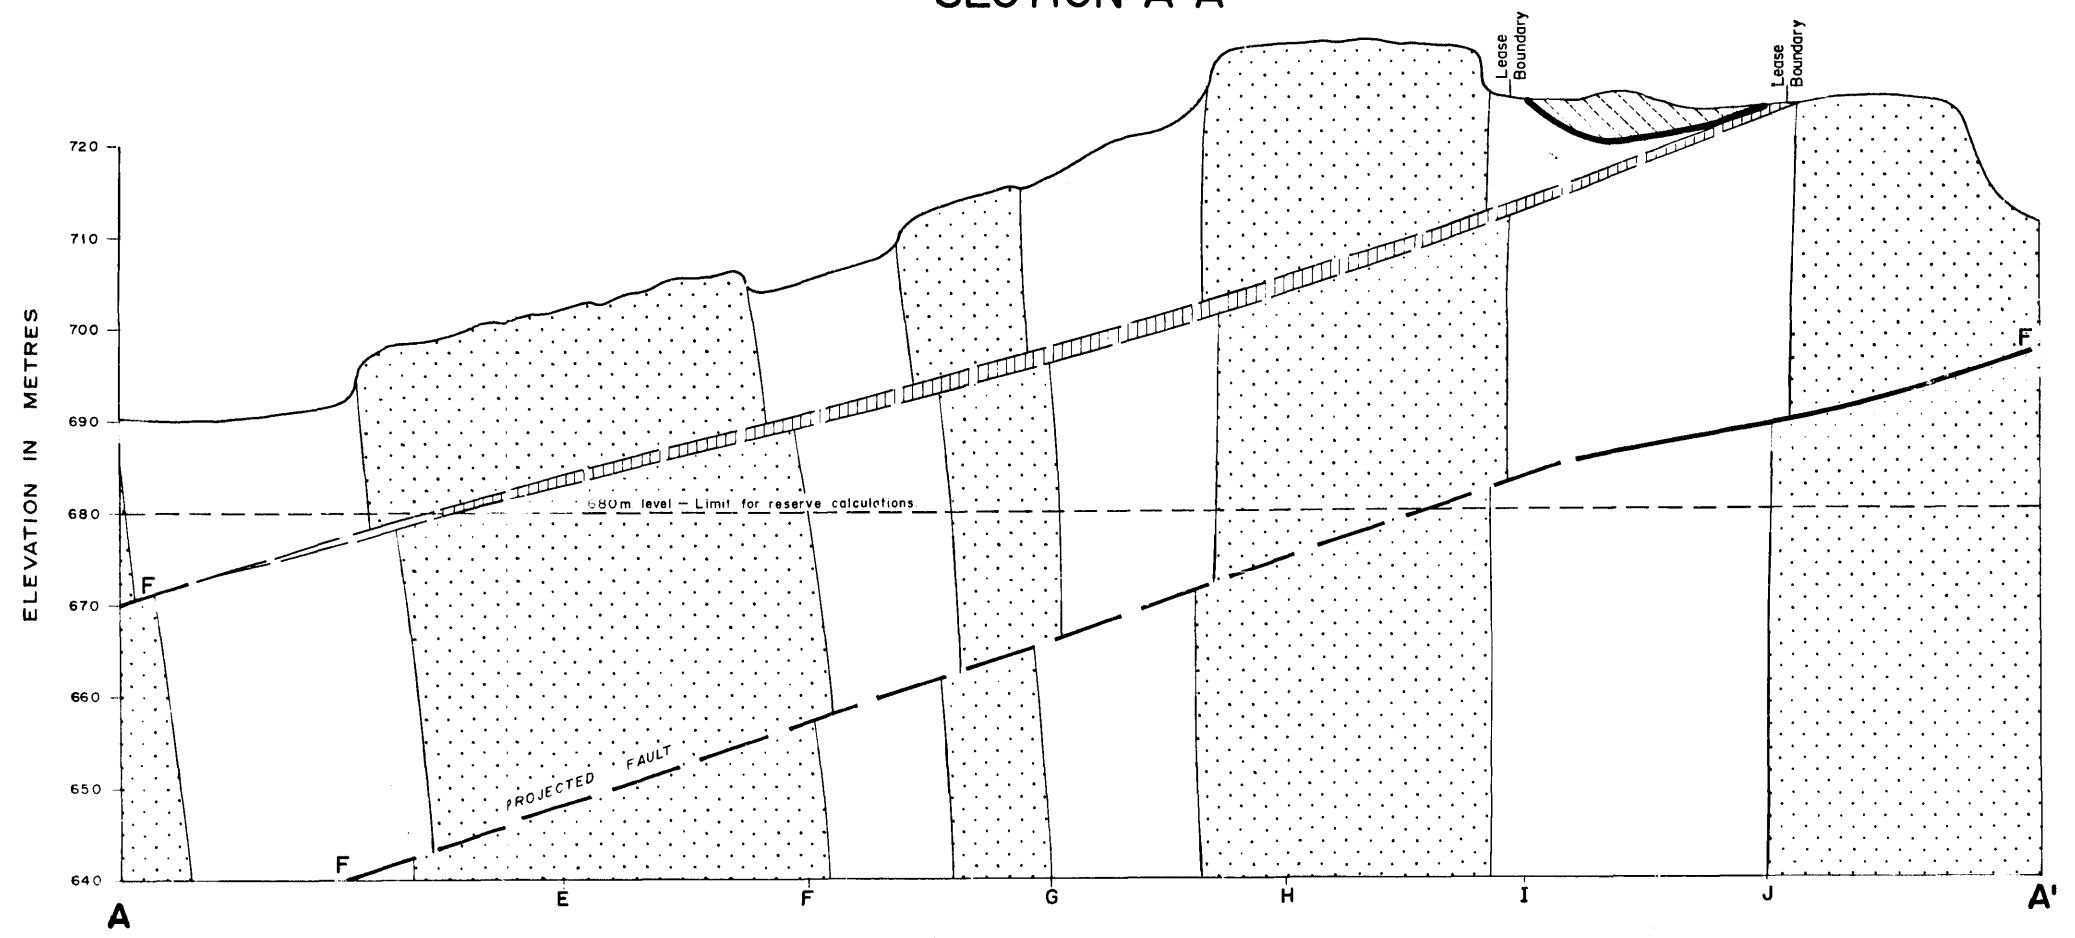 SECTION A-A'
Lease
Boundary
Lease
Boundary
720
710
700
690
680
670
660
650
640
ELEVATION IN METRES
680m level – Limit for reserve calculations
F
F
F
PROJECTED FAULT
E
F
G
H
I
J
A
A'